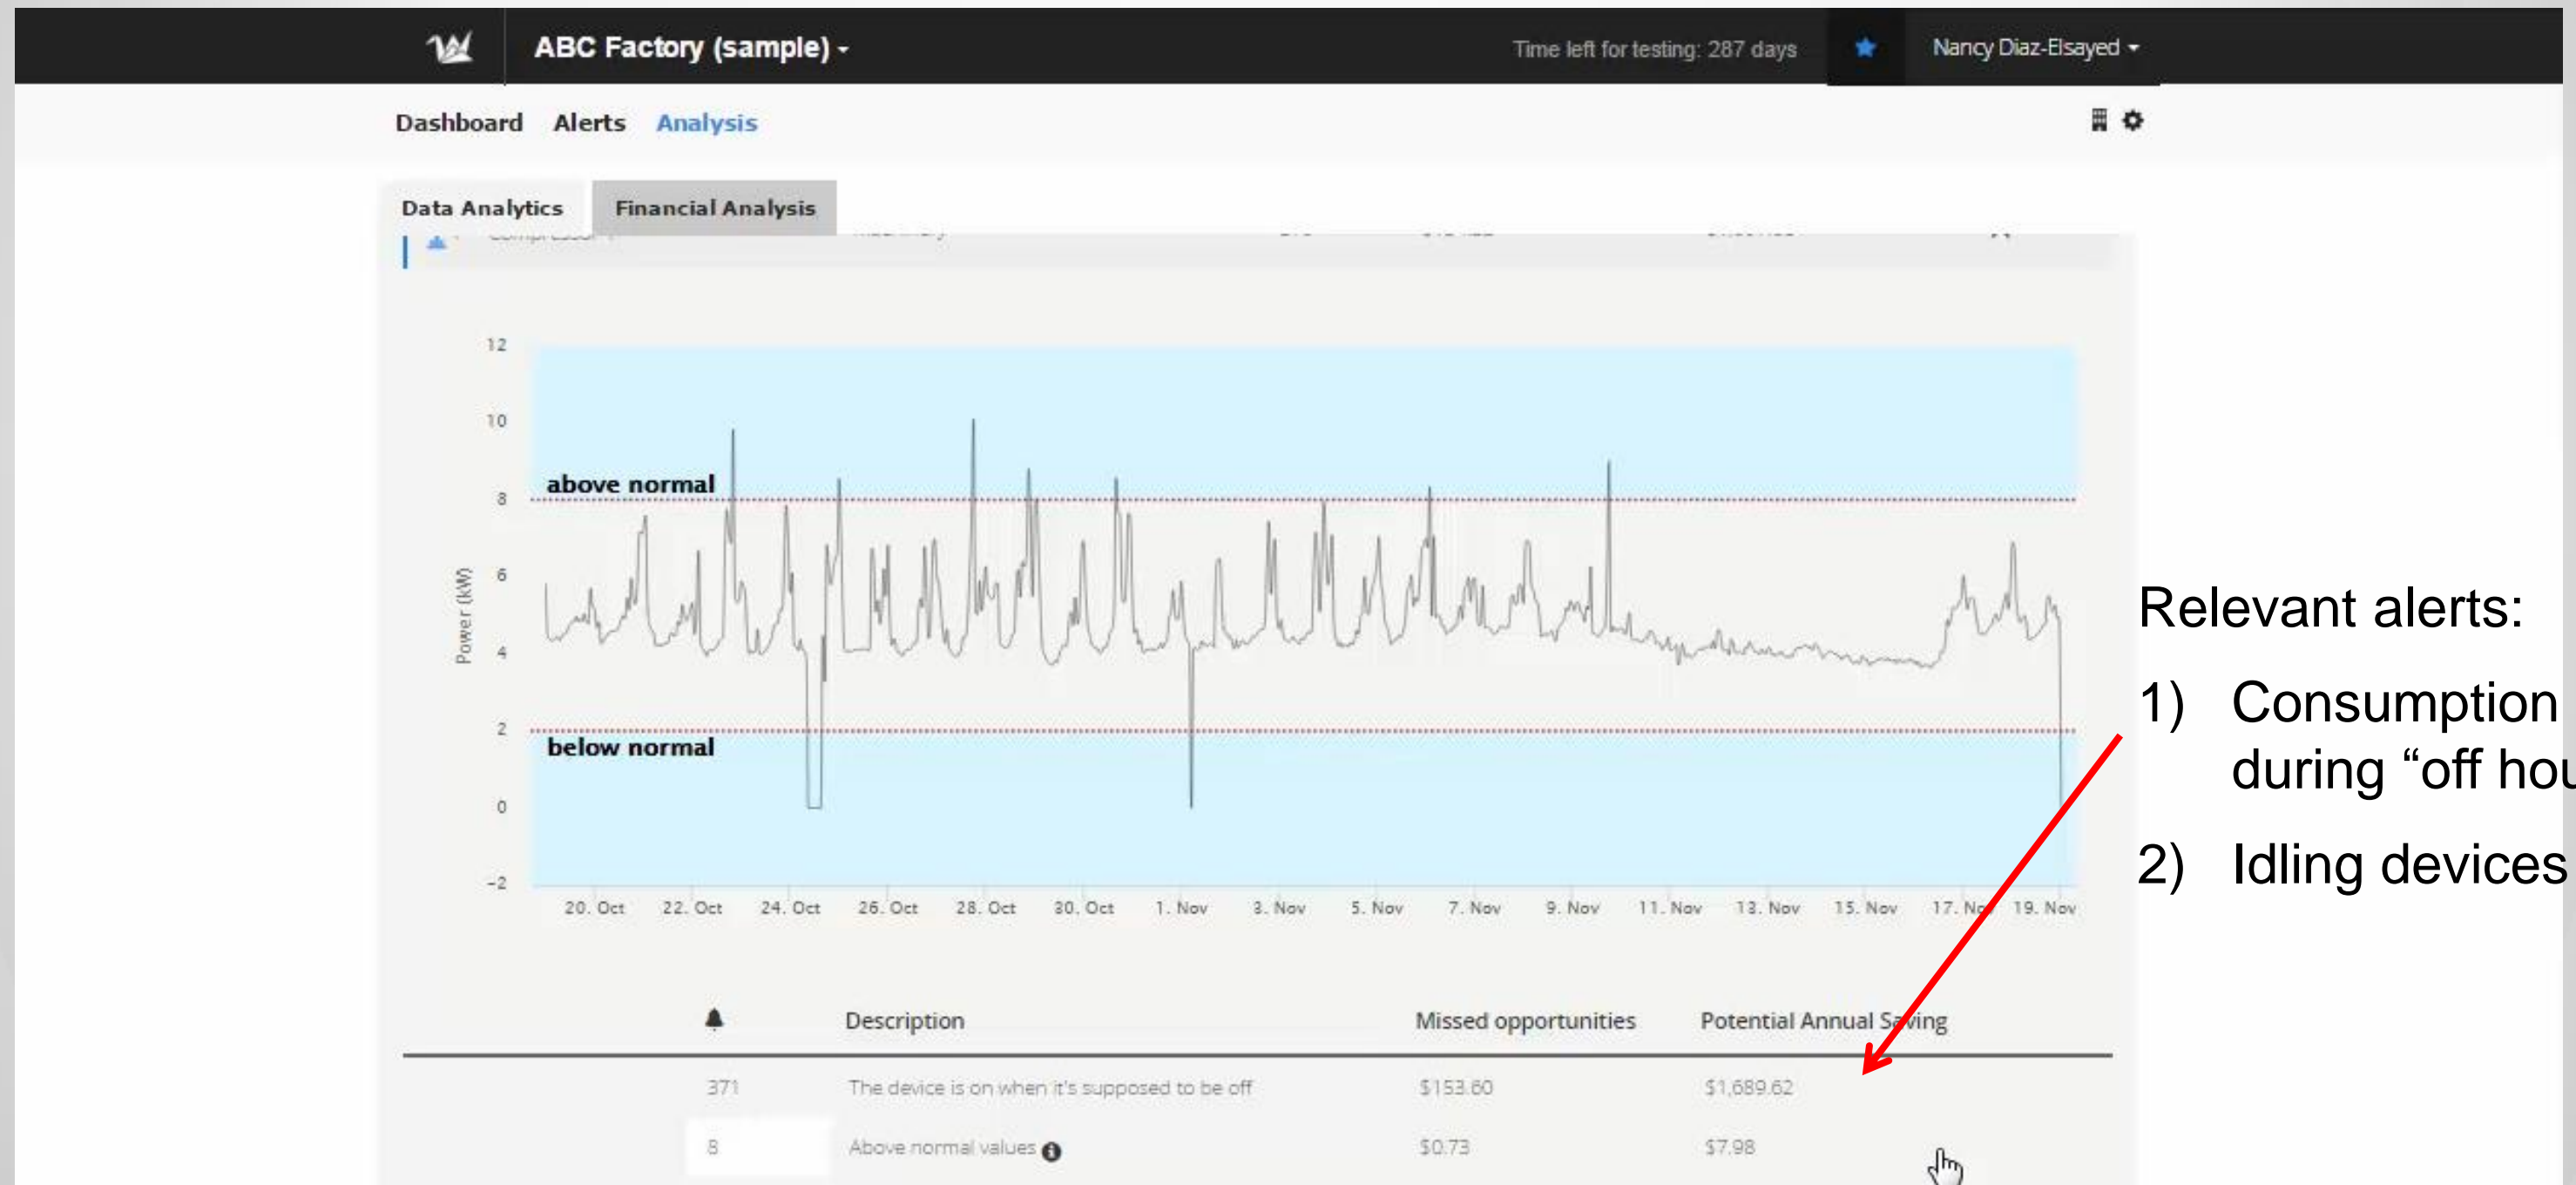 ABC Factory (sample)
Time left for testing: 287 days
Nancy Diaz-Elsayed
Dashboard Alerts Analysis
Data Analytics Financial Analysis
12
10
above normal
8
6
Power (kW)
4
2
below normal
0
-2
20. Oct 22. Oct 24. Oct 26. Oct 28. Oct 30. Oct 1. Nov 3. Nov 5. Nov 7. Nov 9. Nov 11. Nov 13. Nov 15. Nov 17. Nov 19. Nov
Relevant alerts:
1) Consumption
during “off hou
2) Idling devices
Description Missed opportunities Potential Annual Saving
371 The device is on when it's supposed to be off $153.60 $1,689.62
8 Above normal values $0.73 $7.98